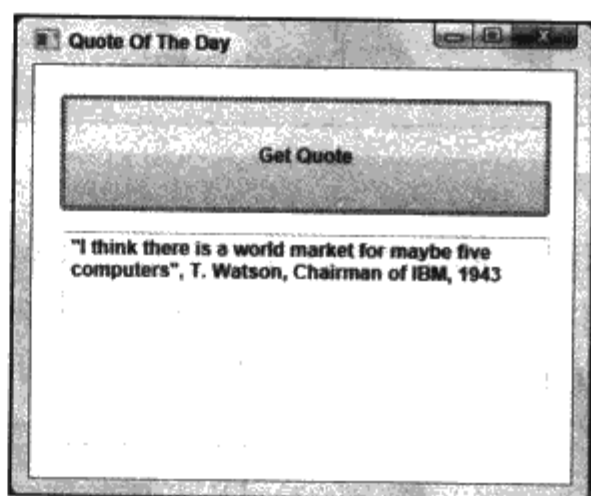 Quote Of The Day
Get Quote
"I think there is a world market for maybe five
computers", T. Watson, Chairman of IBM, 1943